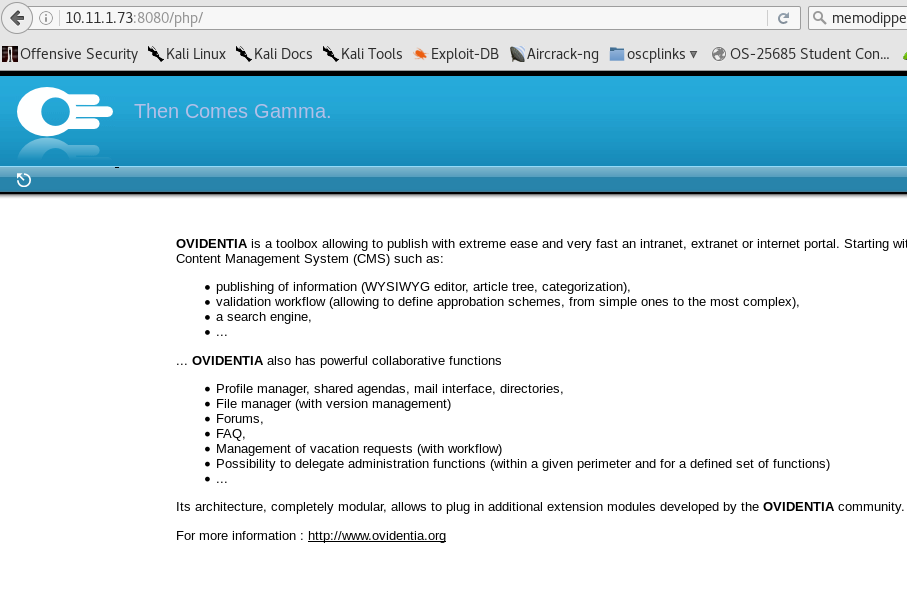 10.11.1.73:8080/php/
memodippe
Offensive Security Kali Linux Kali Docs Kali Tools Exploit-DB Aircrack-ng oscplinks OS-25685 Student Con...
Then Comes Gamma.
OVIDENTIA is a toolbox allowing to publish with extreme ease and very fast an intranet, extranet or internet portal. Starting wi
Content Management System (CMS) such as:
• publishing of information (WYSIWYG editor, article tree, categorization),
• validation workflow (allowing to define approbation schemes, from simple ones to the most complex),
• a search engine,
• ...
... OVIDENTIA also has powerful collaborative functions
• Profile manager, shared agendas, mail interface, directories,
• File manager (with version management)
• Forums,
• FAQ,
• Management of vacation requests (with workflow)
• Possibility to delegate administration functions (within a given perimeter and for a defined set of functions)
• ...
Its architecture, completely modular, allows to plug in additional extension modules developed by the OVIDENTIA community.
For more information : http://www.ovidentia.org